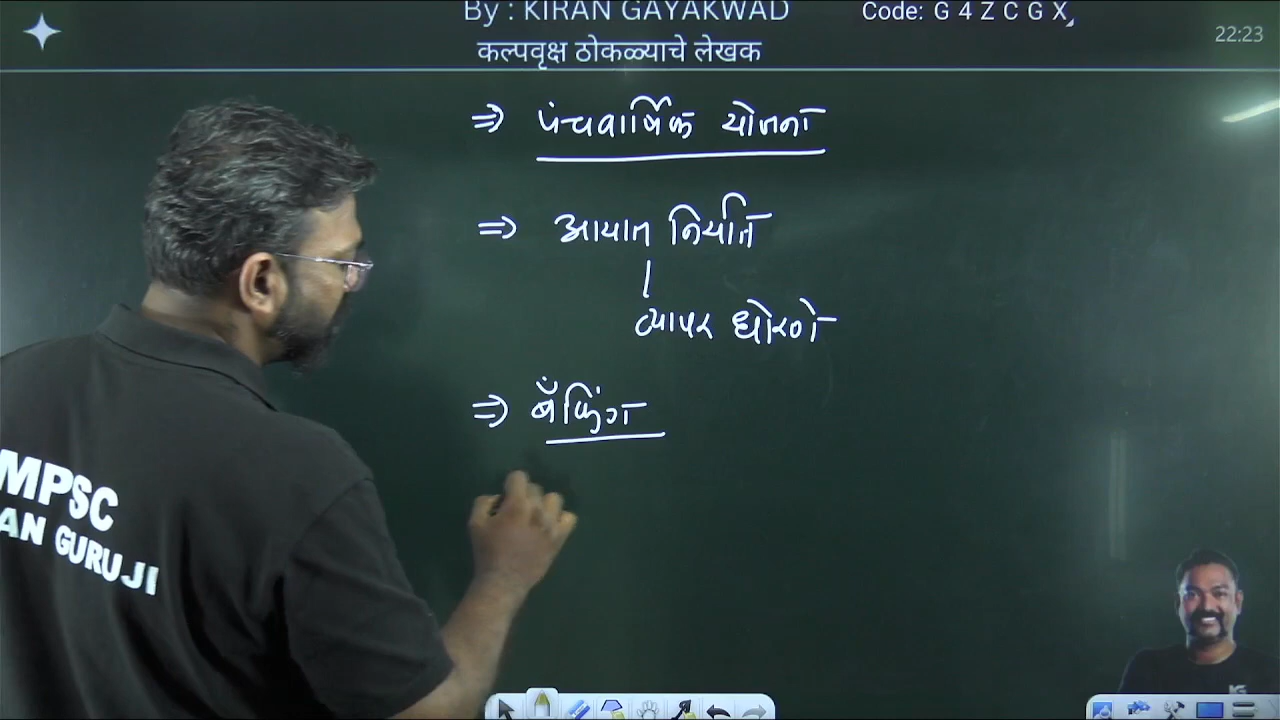 By : KIRAN GAYAKWAD
Code: G 4 Z C G X
22:23
कल्पवृक्ष ठोकळ्याचे लेखक
⇒ पंचवार्षिक योजना
⇒ आयात निर्यात
व्यापर धोरणे
⇒ बँकिंग
MPSC
AN GURUJI
KG